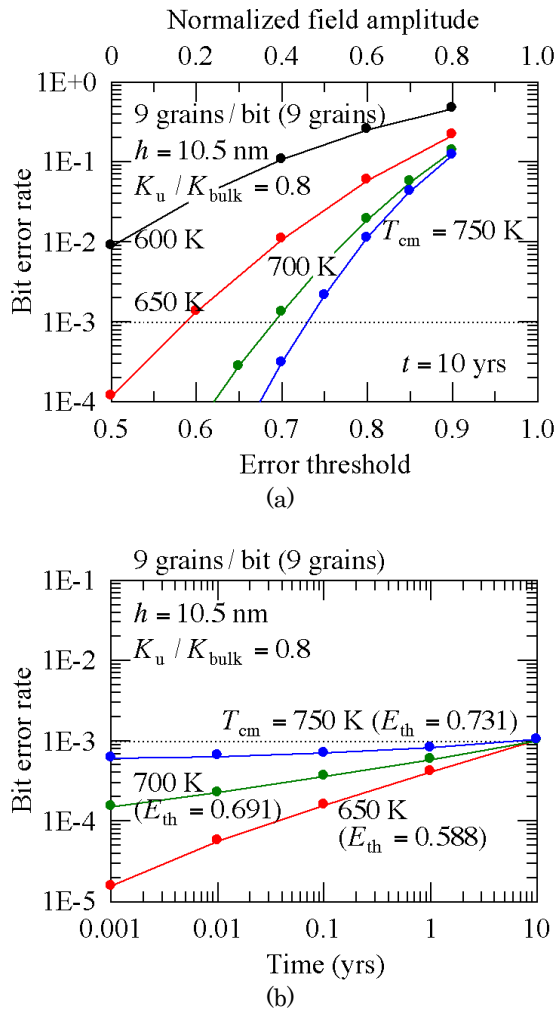 Normalized field amplitude
0 0.2 0.4 0.6 0.8 1.0
1E+0
9 grains / bit (9 grains)
h = 10.5 nm
1E-1
K_u / K_bulk = 0.8
Bit error rate
1E-2
600 K
700 K
T_cm = 750 K
650 K
1E-3
t = 10 yrs
1E-4
0.5 0.6 0.7 0.8 0.9 1.0
Error threshold
(a)
9 grains / bit (9 grains)
1E-1
h = 10.5 nm
K_u / K_bulk = 0.8
1E-2
Bit error rate
T_cm = 750 K (E_th = 0.731)
1E-3
700 K
(E_th = 0.691)
650 K
(E_th = 0.588)
1E-4
1E-5
0.001 0.01 0.1 1 10
Time (yrs)
(b)